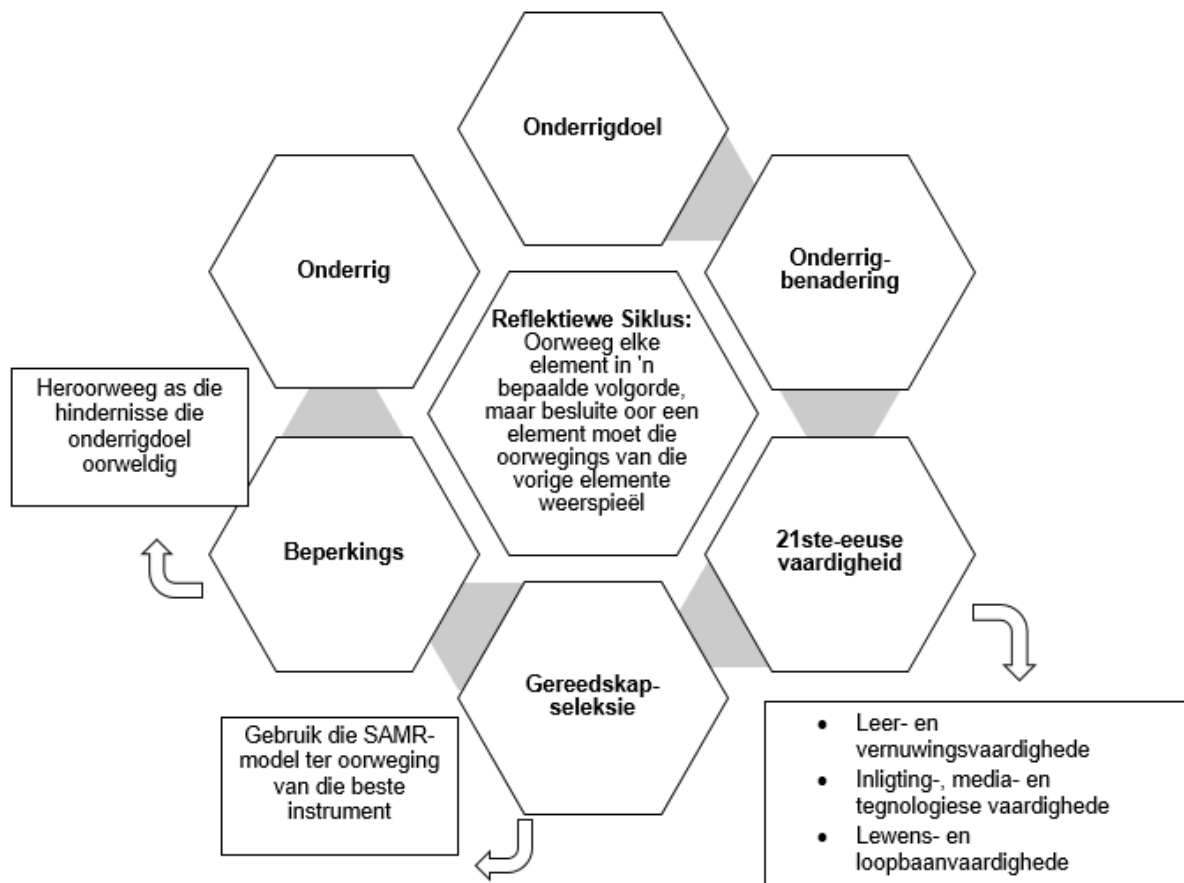 Onderrigdoel
Onderrig-
benadering
21ste-eeuse
vaardigheid
Leer- en
vernuwingsvaardighede
Inligting-, media- en
tegnologiese vaardighede
Lewens- en
loopbaanvaardighede
Gereedskap-
seleksie
Gebruik die SAMR-
model ter oorweging
van die beste
instrument
Beperkings
Heroorweeg as die
hindernisse die
onderrigdoel
oorweldig
Onderrig
Reflektiewe Siklus:
Oorweeg elke
element in 'n
bepaalde volgorde,
maar besluite oor een
element moet die
oorwegings van die
vorige elemente
weerspieël